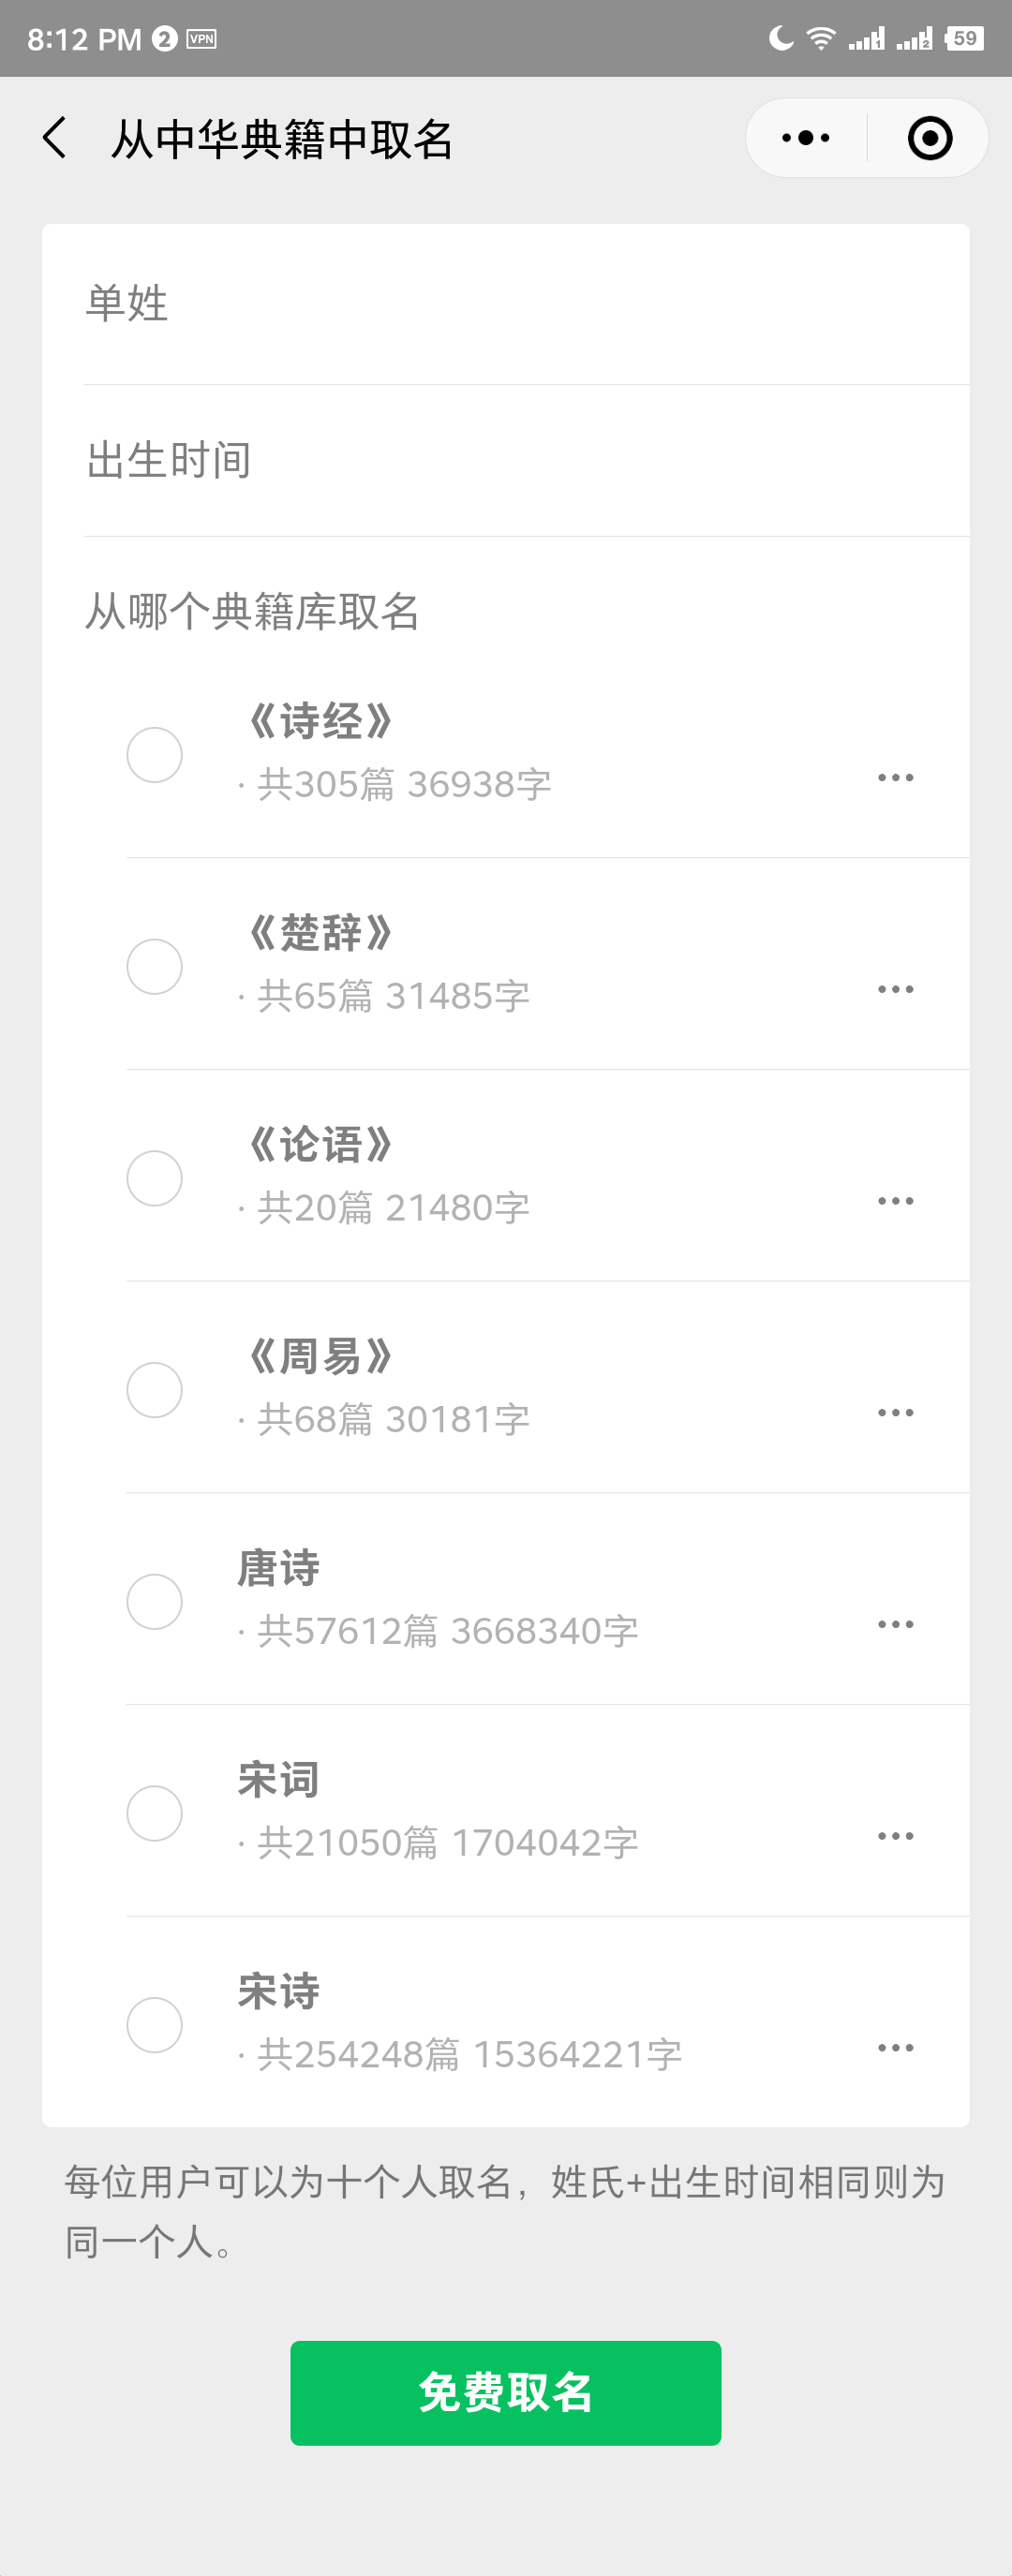 8:12 PM 2 VPN 1 2 59
从中华典籍中取名
单姓
出生时间
从哪个典籍库取名
《诗经》
· 共305篇 36938字
《楚辞》
· 共65篇 31485字
《论语》
· 共20篇 21480字
《周易》
· 共68篇 30181字
唐诗
· 共57612篇 3668340字
宋词
· 共21050篇 1704042字
宋诗
· 共254248篇 15364221字
每位用户可以为十个人取名，姓氏+出生时间相同则为
同一个人。
免费取名